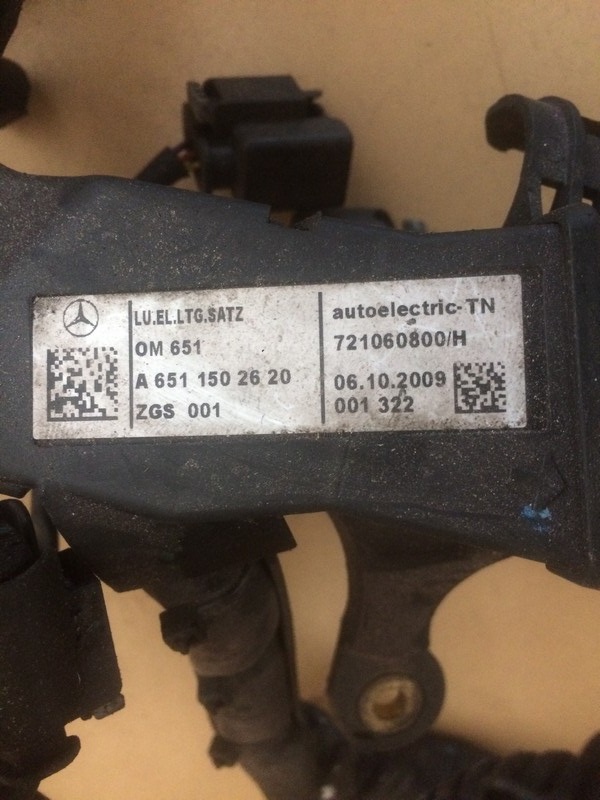 LU.EL.LTG.SATZ
OM 651
A 651 150 26 20
ZGS 001
autoelectric-TN
721060800/H
06.10.2009
001 322